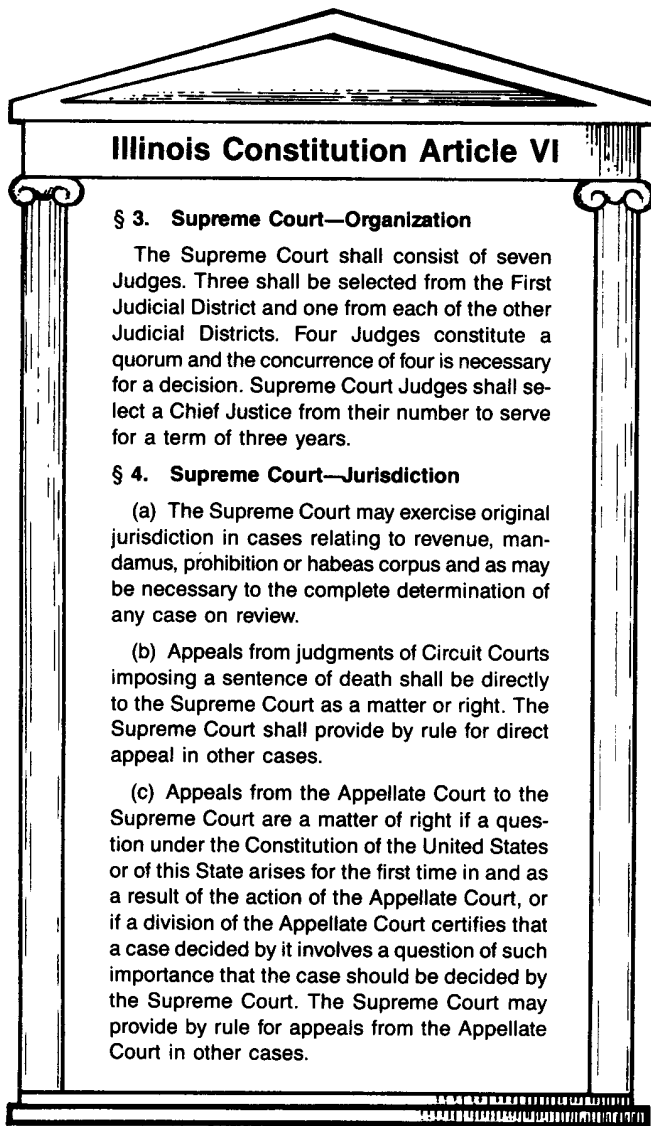 Illinois Constitution Article VI
§ 3. Supreme Court—Organization
The Supreme Court shall consist of seven
Judges. Three shall be selected from the First
Judicial District and one from each of the other
Judicial Districts. Four Judges constitute a
quorum and the concurrence of four is necessary
for a decision. Supreme Court Judges shall se-
lect a Chief Justice from their number to serve
for a term of three years.
§ 4. Supreme Court—Jurisdiction
(a) The Supreme Court may exercise original
jurisdiction in cases relating to revenue, man-
damus, prohibition or habeas corpus and as may
be necessary to the complete determination of
any case on review.
(b) Appeals from judgments of Circuit Courts
imposing a sentence of death shall be directly
to the Supreme Court as a matter or right. The
Supreme Court shall provide by rule for direct
appeal in other cases.
(c) Appeals from the Appellate Court to the
Supreme Court are a matter of right if a ques-
tion under the Constitution of the United States
or of this State arises for the first time in and as
a result of the action of the Appellate Court, or
if a division of the Appellate Court certifies that
a case decided by it involves a question of such
importance that the case should be decided by
the Supreme Court. The Supreme Court may
provide by rule for appeals from the Appellate
Court in other cases.